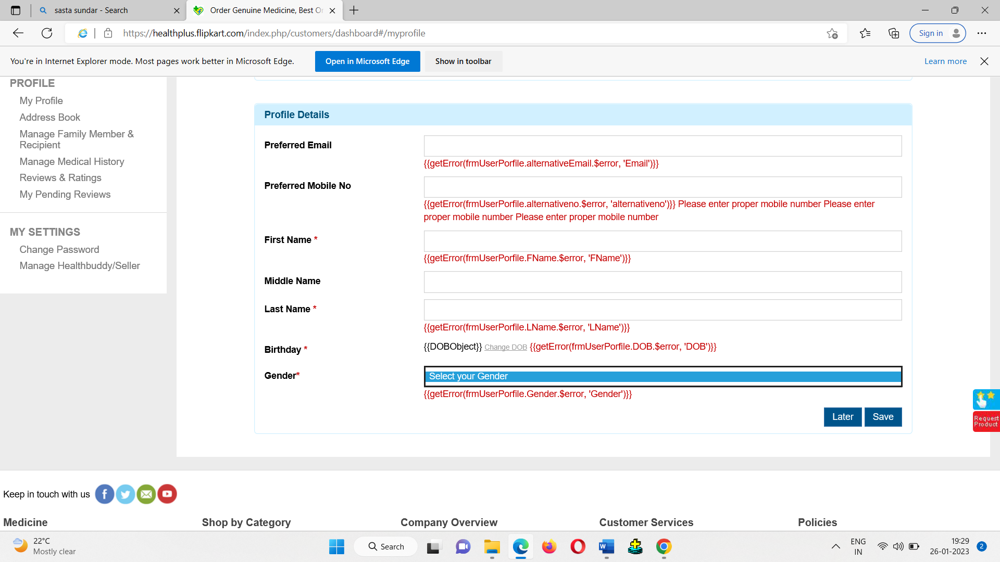 sasta sundar - Search
Order Genuine Medicine, Best Or
https://healthplus.flipkart.com/index.php/customers/dashboard#/myprofile
Sign in
You're in Internet Explorer mode. Most pages work better in Microsoft Edge.
Open in Microsoft Edge
Show in toolbar
Learn more
PROFILE
My Profile
Address Book
Manage Family Member &
Recipient
Manage Medical History
Reviews & Ratings
My Pending Reviews
MY SETTINGS
Change Password
Manage Healthbuddy/Seller
Profile Details
Preferred Email
{{getError(frmUserPorfile.alternativeEmail.$error, 'Email')}}
Preferred Mobile No
{{getError(frmUserPorfile.alternativeno.$error, 'alternativeno')}} Please enter proper mobile number Please enter
proper mobile number Please enter proper mobile number
First Name *
{{getError(frmUserPorfile.FName.$error, 'FName')}}
Middle Name
Last Name *
{{getError(frmUserPorfile.LName.$error, 'LName')}}
Birthday *
{{DOBObject}} Change DOB {{getError(frmUserPorfile.DOB.$error, 'DOB')}}
Gender*
Select your Gender
{{getError(frmUserPorfile.Gender.$error, 'Gender')}}
Later
Save
Request
Product
Keep in touch with us
Medicine
Shop by Category
Company Overview
Customer Services
Policies
22°C
Mostly clear
Search
ENG
IN
19:29
26-01-2023
2